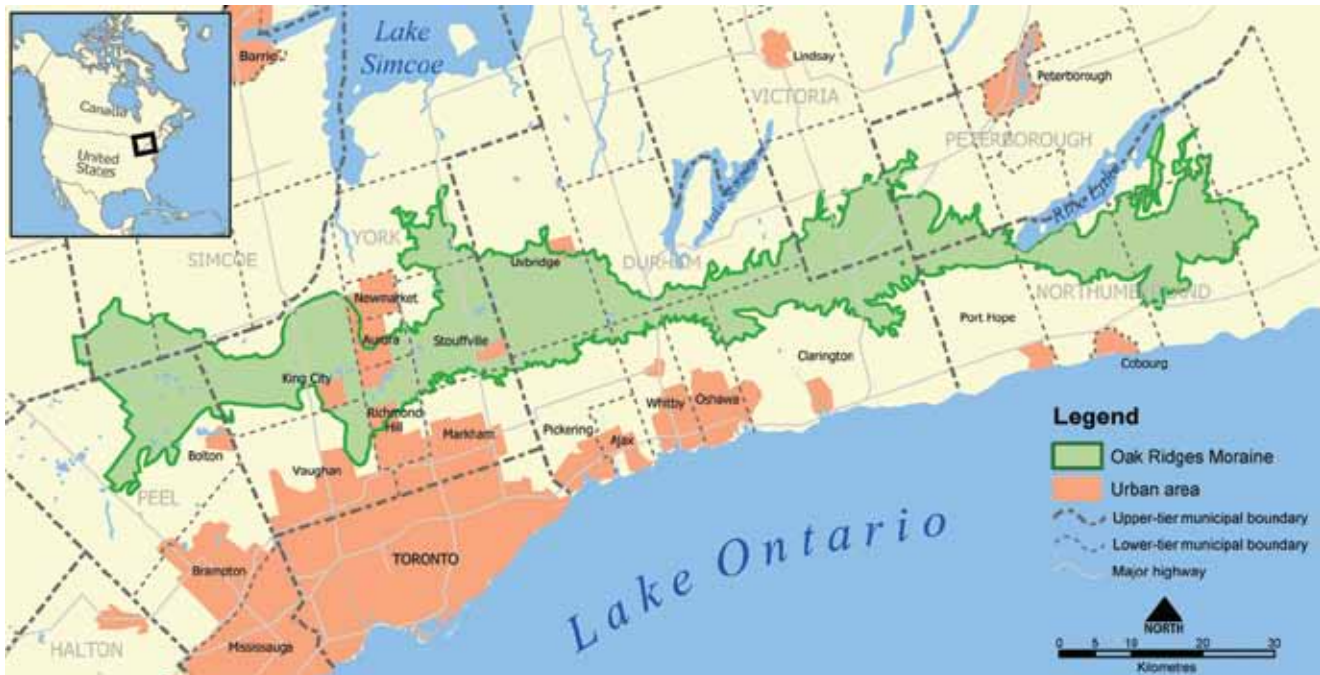 Canada
United
States
Lake
Simcoe
Barrie
Lindsay
VICTORIA
Peterborough
PETERBOROUGH
Rice Lake
YORK
SIMCOE
Uxbridge
DURHAM
Newmarket
NORTHUMBERLAND
Aurora
Stouffville
Port Hope
Clarington
King City
Cobourg
Whitby
Oshawa
Richmond
Hill
Markham
Pickering
Ajax
Bolton
Vaughan
PEEL
Brampton
TORONTO
Lake Ontario
HALTON
Mississauga
Legend
Oak Ridges Moraine
Urban area
Upper-tier municipal boundary
Lower-tier municipal boundary
Major highway
NORTH
0 5 10 20 30
Kilometres